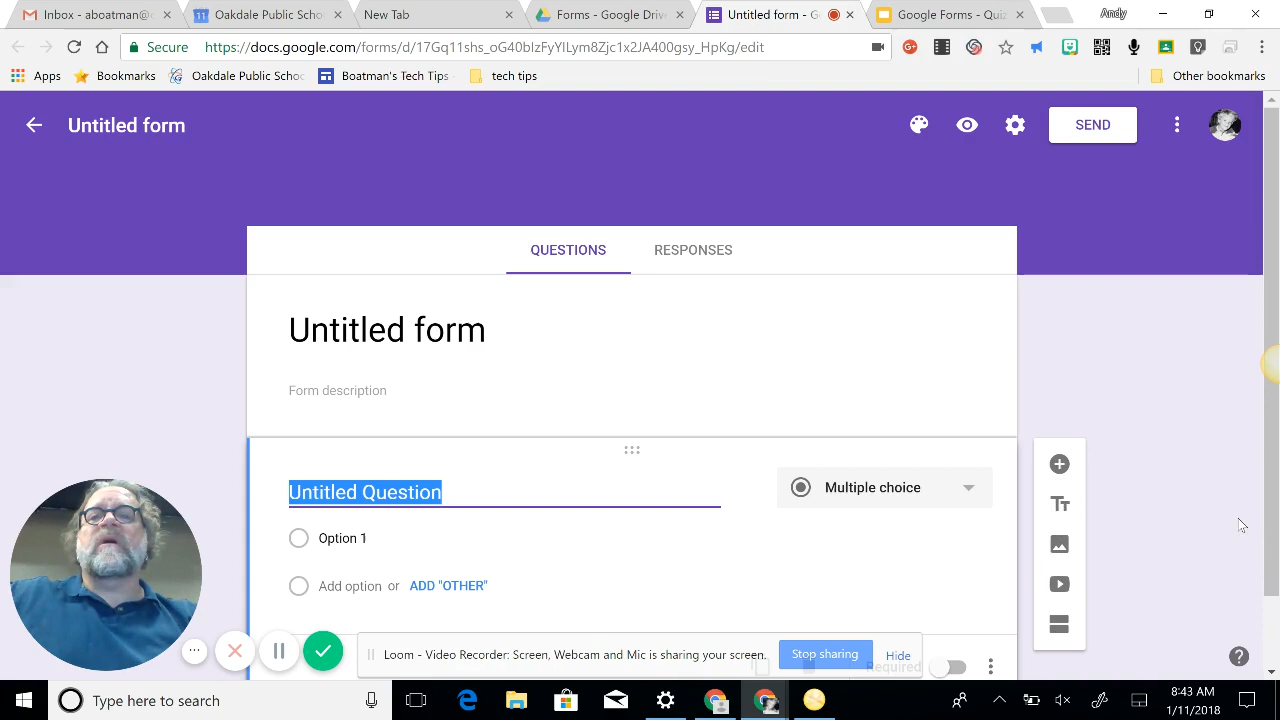 Inbox - aboatman@c
Oakdale Public School
New Tab
Forms - Google Drive
Untitled form - G
Google Forms - Quiz
Andy
Secure
https://docs.google.com/forms/d/17Gq11shs_oG40bIzFyYILym8Zjc1x2JA400gsy_HpKg/edit
Apps
Bookmarks
Oakdale Public Schoo
Boatman's Tech Tips
tech tips
Other bookmarks
Untitled form
SEND
QUESTIONS
RESPONSES
Untitled form
Form description
Untitled Question
Multiple choice
Option 1
Add option or ADD "OTHER"
Loom - Video Recorder: Screen, Webcam and Mic is sharing your screen.
Stop sharing
Hide
Required
Type here to search
8:43 AM
1/11/2018